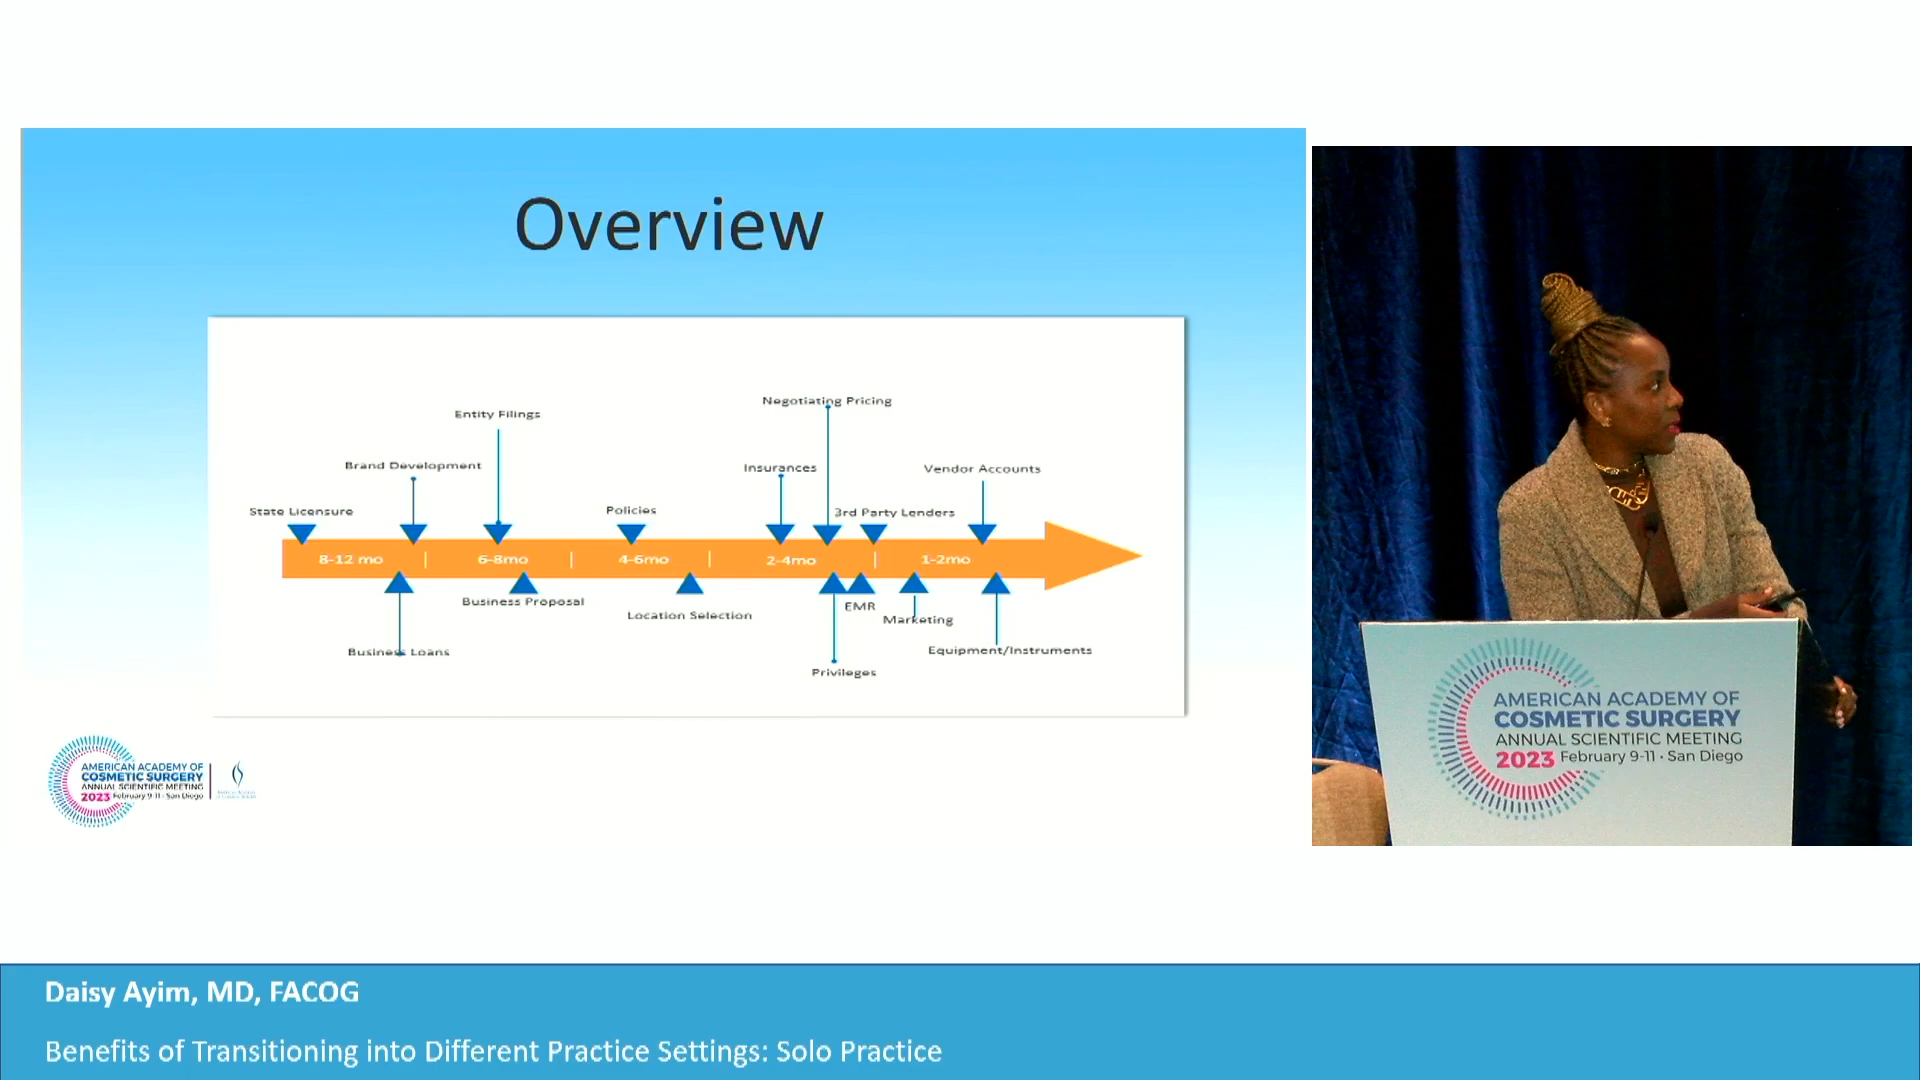 Overview
Negotiating Pricing
Entity Filings
Brand Development
Insurances
Vendor Accounts
State Licensure
Policies
3rd Party Lenders
8-12 mo
6-8mo
4-6mo
2-4mo
1-2mo
Business Proposal
EMR
Location Selection
Marketing
Business Loans
Equipment/Instruments
Privileges
AMERICAN ACADEMY OF
COSMETIC SURGERY
ANNUAL SCIENTIFIC MEETING
2023 February 9-11 · San Diego
AMERICAN ACADEMY OF
COSMETIC SURGERY
ANNUAL SCIENTIFIC MEETING
2023 February 9-11 · San Diego
Daisy Ayim, MD, FACOG
Benefits of Transitioning into Different Practice Settings: Solo Practice